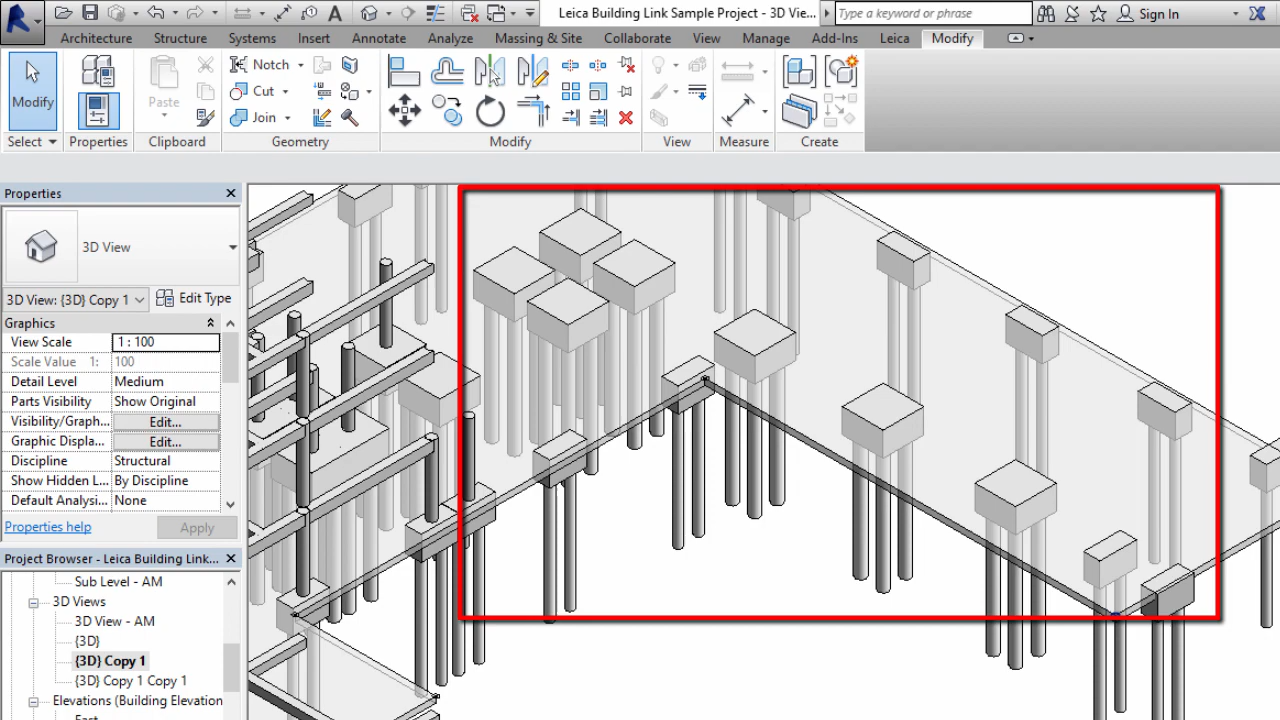 Leica Building Link Sample Project - 3D Vie...
Type a keyword or phrase
Sign In
Architecture Structure Systems Insert Annotate Analyze Massing & Site Collaborate View Manage Add-Ins Leica Modify
Modify
Paste
Notch
Cut
Join
Select Properties Clipboard Geometry Modify View Measure Create
Properties
3D View
3D View: {3D} Copy 1 Edit Type
Graphics
View Scale 1 : 100
Scale Value 1: 100
Detail Level Medium
Parts Visibility Show Original
Visibility/Graph... Edit...
Graphic Displa... Edit...
Discipline Structural
Show Hidden L... By Discipline
Default Analysi... None
Properties help Apply
Project Browser - Leica Building Link...
Sub Level - AM
3D Views
3D View - AM
{3D}
{3D} Copy 1
{3D} Copy 1 Copy 1
Elevations (Building Elevation
East